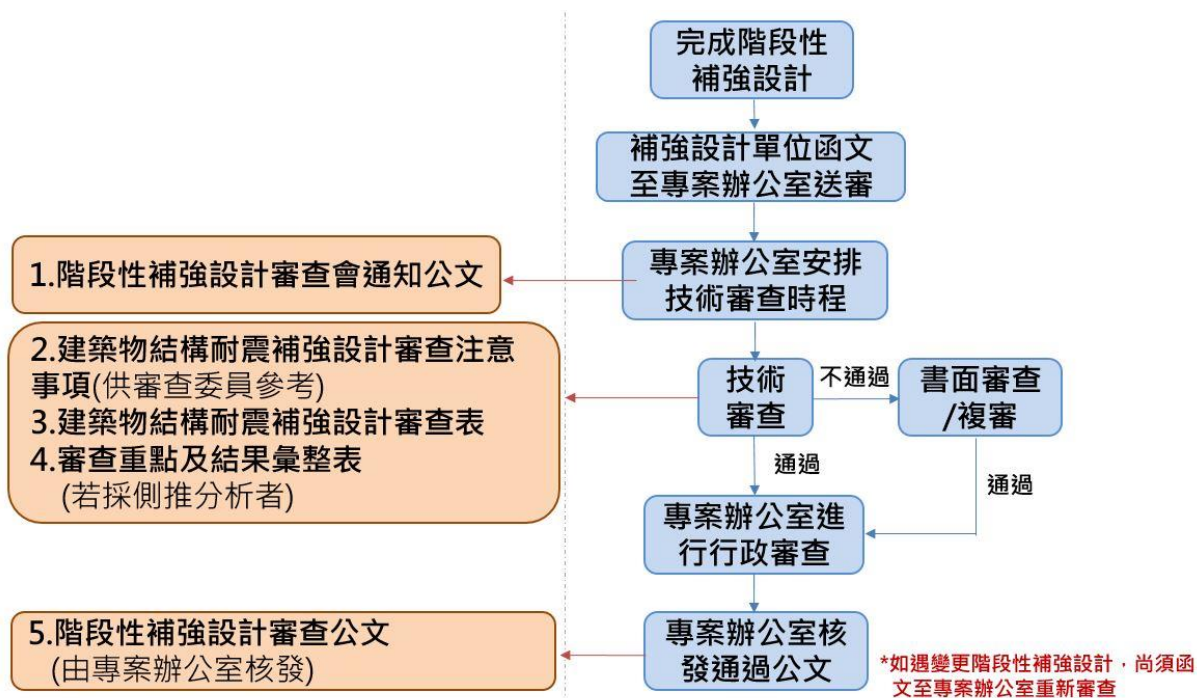 完成階段性
補強設計
補強設計單位函文
至專案辦公室送審
1.階段性補強設計審查會通知公文
專案辦公室安排
技術審查時程
2.建築物結構耐震補強設計審查注意
事項(供審查委員參考)
3.建築物結構耐震補強設計審查表
4.審查重點及結果彙整表
(若採側推分析者)
技術
審查
不通過
書面審查
/複審
通過
通過
專案辦公室進
行行政審查
5.階段性補強設計審查公文
(由專案辦公室核發)
專案辦公室核
發通過公文
*如遇變更階段性補強設計，尚須函
文至專案辦公室重新審查